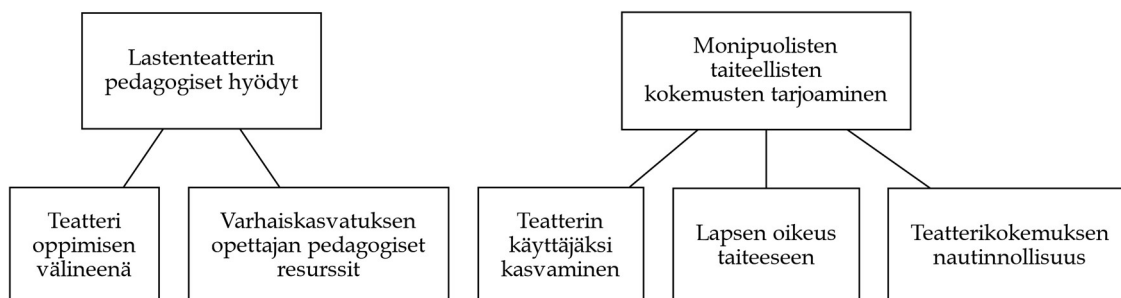 Lastenteatterin
pedagogiset hyödyt
Monipuolisten
taiteellisten
kokemusten tarjoaminen
Teatteri
oppimisen
välineenä
Varhaiskasvatuksen
opettajan pedagogiset
resurssit
Teatterin
käyttäjäksi
kasvaminen
Lapsen oikeus
taiteeseen
Teatterikokemuksen
nautinnollisuus